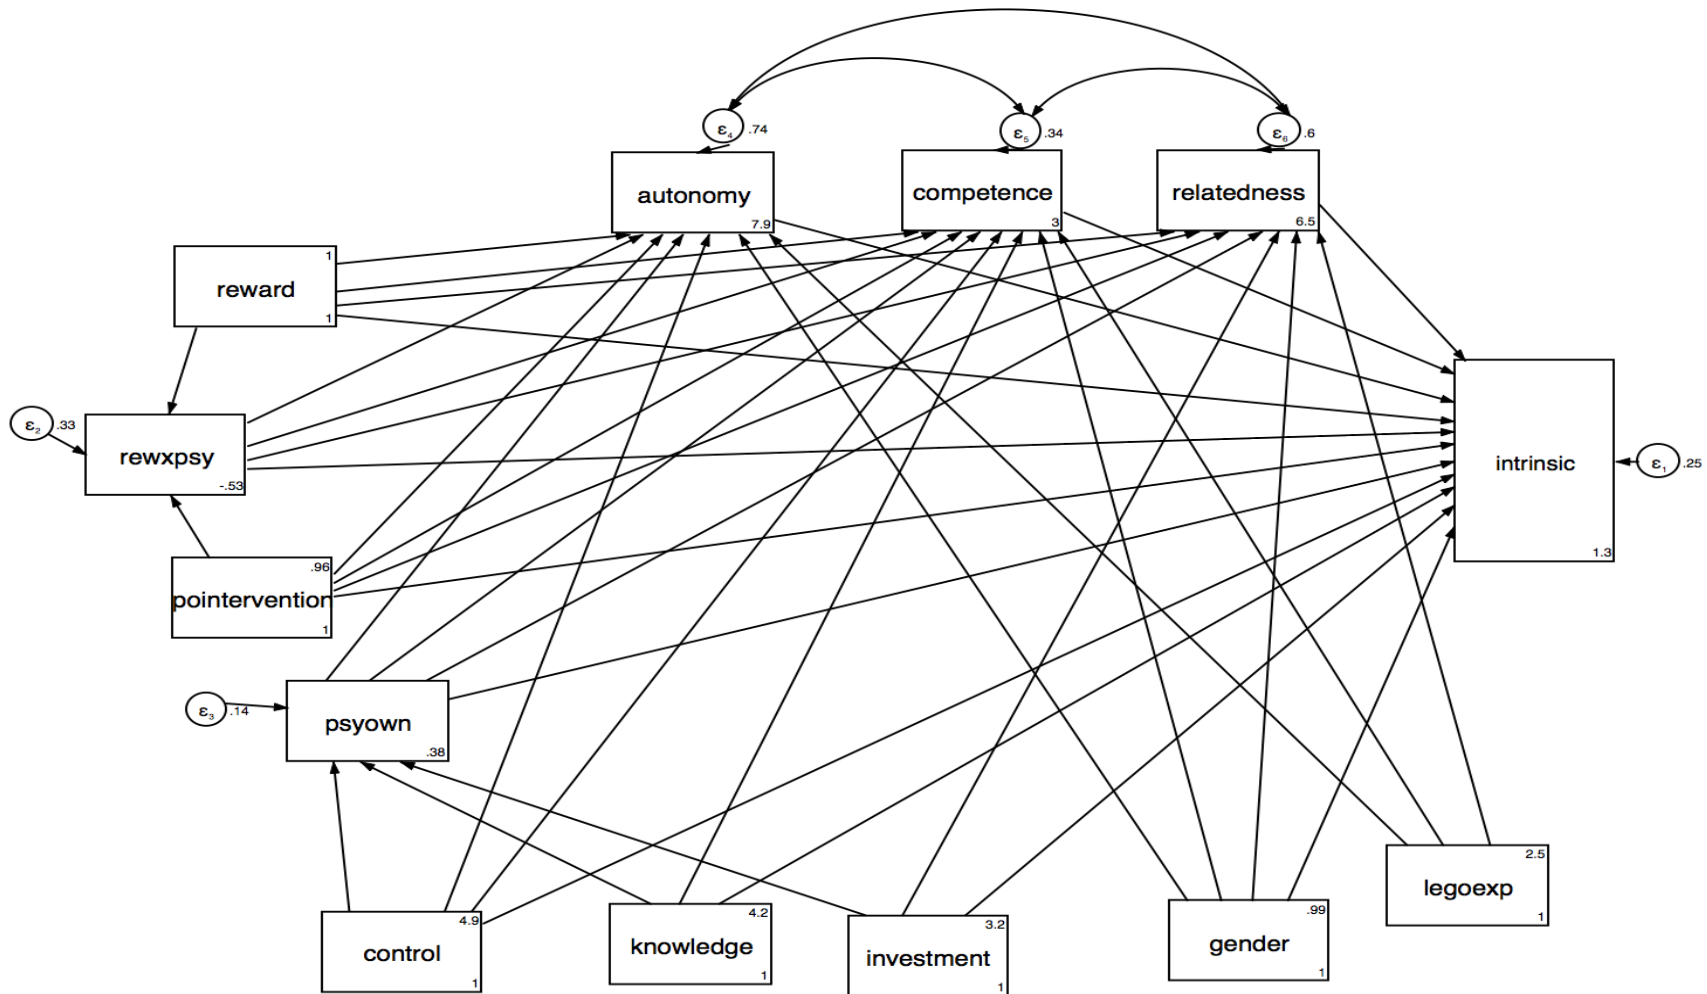 ε4 .74
ε5 .34
ε6 .6
autonomy
7.9
competence
3
relatedness
6.5
1
reward
1
ε2 .33
rewxpsy
-.53
intrinsic
1.3
ε1 .25
.96
pointervention
1
ε3 .14
psyown
.38
4.9
control
1
4.2
knowledge
1
3.2
investment
1
.99
gender
1
2.5
legoexp
1